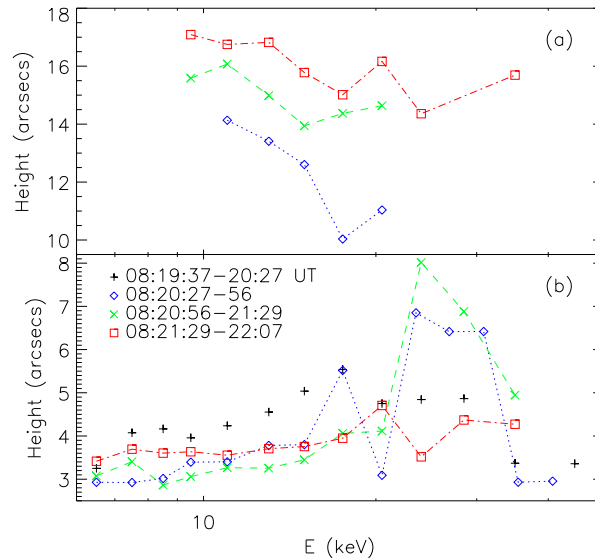 18
(a)
16
14
12
10
Height (arcsecs)
8
08:19:37−20:27 UT
(b)
08:20:27−56
7
08:20:56−21:29
08:21:29−22:07
6
5
4
3
Height (arcsecs)
10
E (keV)